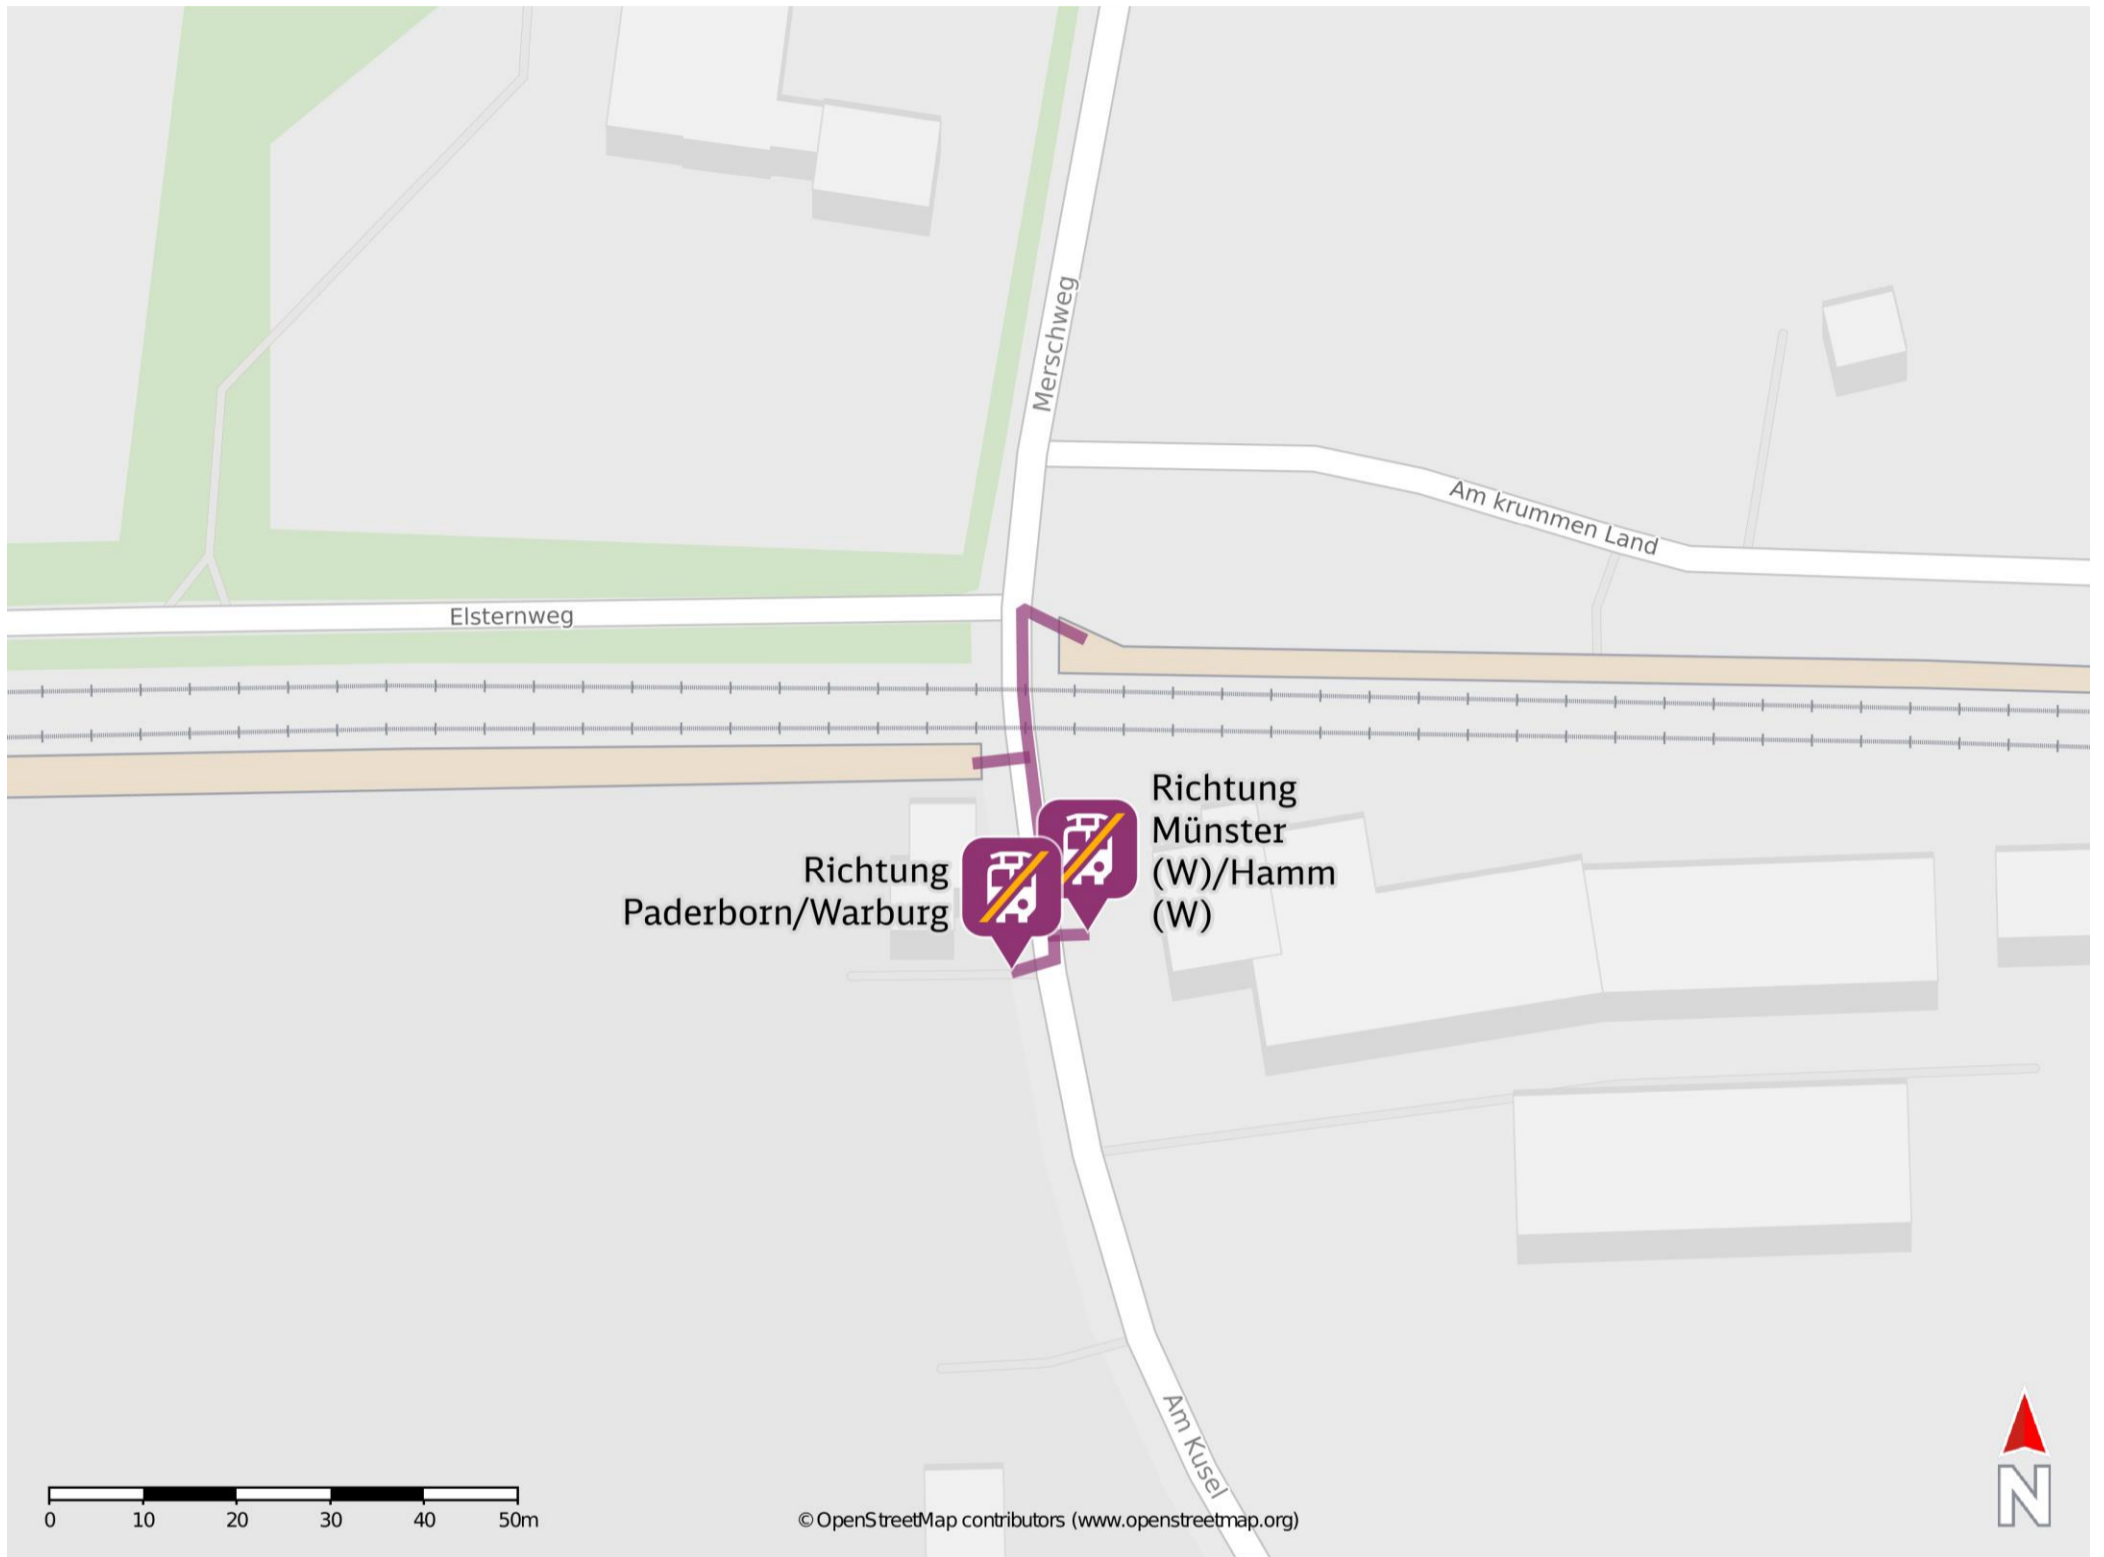 Merschweg
Am krummen Land
Elsternweg
Richtung
Münster
(W)/Hamm
(W)
Richtung
Paderborn/Warburg
Am Kusel
0 10 20 30 40 50m
© OpenStreetMap contributors (www.openstreetmap.org)
N